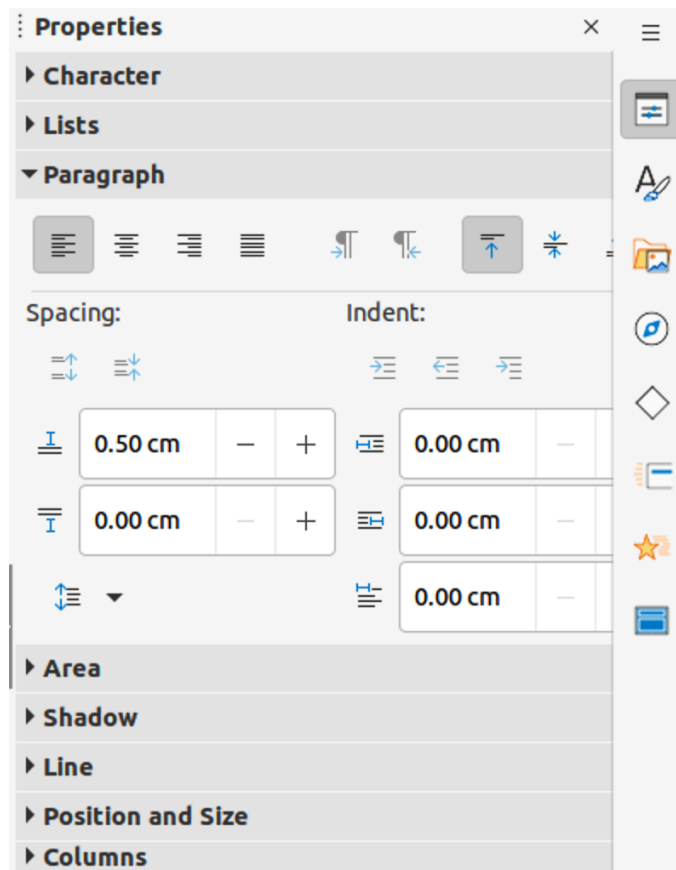 Properties
Character
Lists
Paragraph
Spacing: Indent:
0.50 cm 0.00 cm
0.00 cm 0.00 cm
0.00 cm
Area
Shadow
Line
Position and Size
Columns